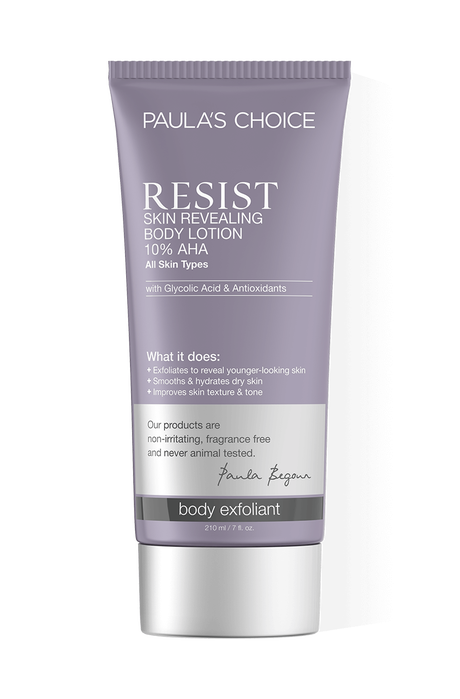 PAULA'S CHOICE
RESIST
SKIN REVEALING
BODY LOTION
10% AHA
All Skin Types
with Glycolic Acid & Antioxidants
What it does:
+ Exfoliates to reveal younger-looking skin
+ Smooths & hydrates dry skin
+ Improves skin texture & tone
Our products are
non-irritating, fragrance free
and never animal tested.
Paula Begoun
body exfoliant
210 ml / 7 fl. oz.